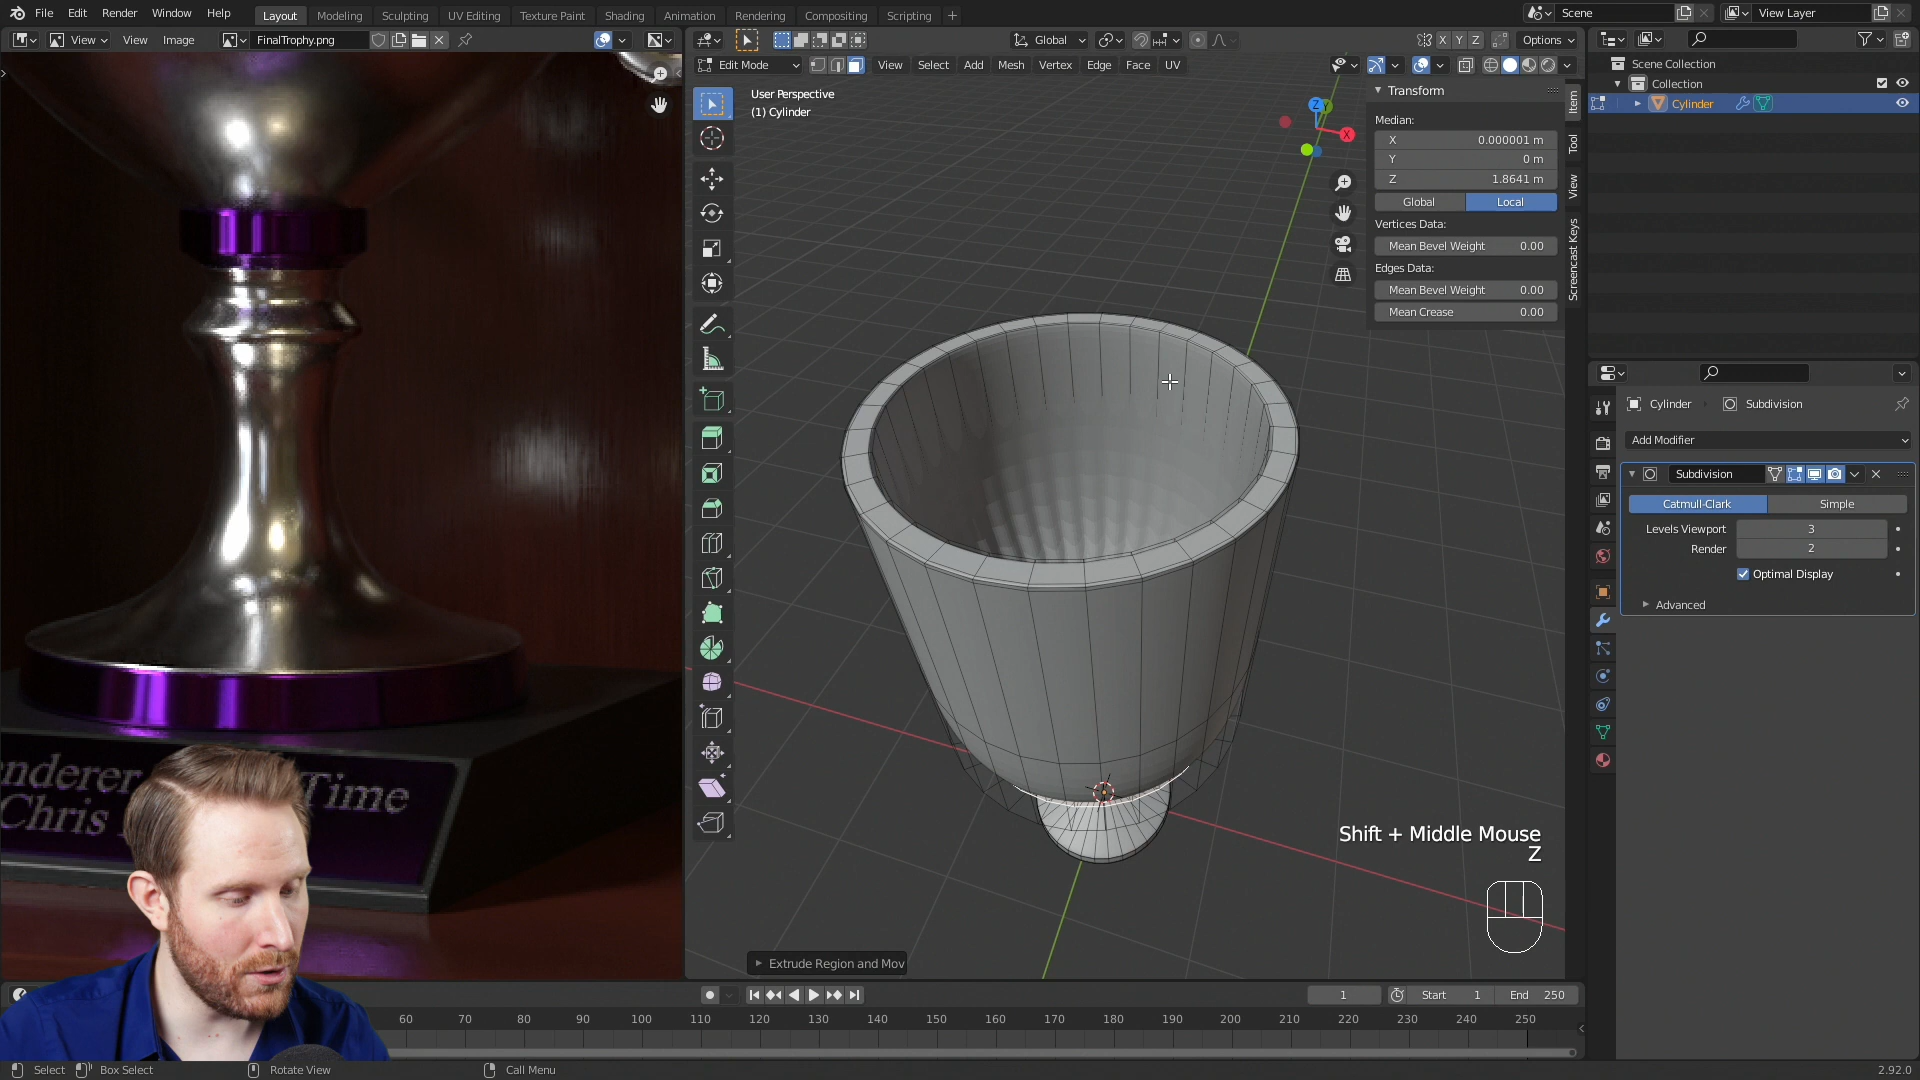 File Edit Render Window Help Layout Modeling Sculpting UV Editing Texture Paint Shading Animation Rendering Compositing Scripting + Scene View Layer
View View Image FinalTrophy.png Global X Y Z Options
Edit Mode View Select Add Mesh Vertex Edge Face UV
User Perspective
(1) Cylinder
Z
X
Transform
Median:
X 0.000001 m
Y 0 m
Z 1.8641 m
Global Local
Vertices Data:
Mean Bevel Weight 0.00
Edges Data:
Mean Bevel Weight 0.00
Mean Crease 0.00
Item
Tool
View
Screencast Keys
Scene Collection
Collection
Cylinder
Cylinder Subdivision
Add Modifier
Subdivision
Catmull-Clark Simple
Levels Viewport 3
Render 2
Optimal Display
Advanced
nderer Time
Chris
Shift + Middle Mouse
Z
Extrude Region and Mov
1 Start 1 End 250
60 70 80 90 100 110 120 130 140 150 160 170 180 190 200 210 220 230 240 250
Select Box Select Rotate View Call Menu 2.92.0